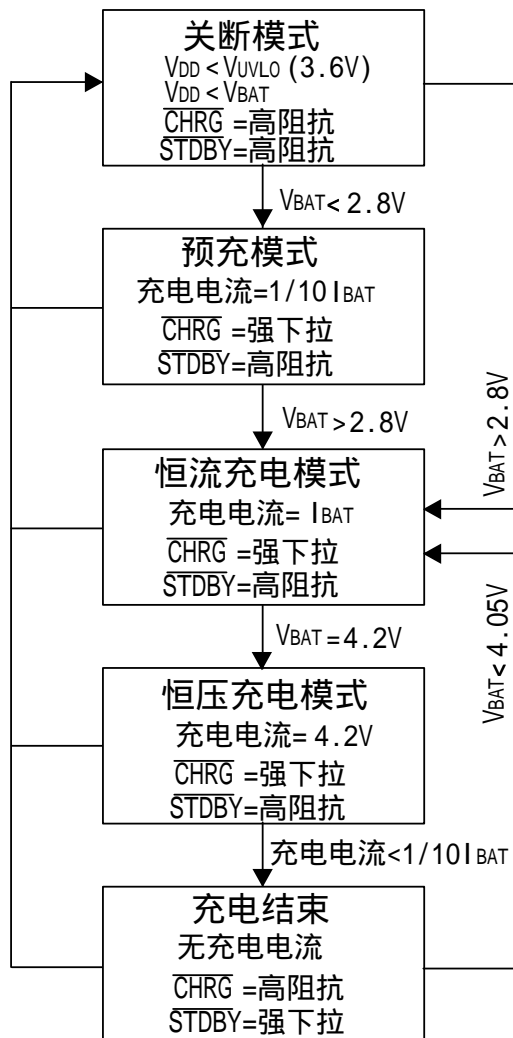 关断模式
VDD < VUVLO (3.6V)
VDD < VBAT
CHRG =高阻抗
STDBY=高阻抗
VBAT< 2.8V
预充模式
充电电流=1/10IBAT
CHRG =强下拉
STDBY=高阻抗
VBAT>2.8V
恒流充电模式
充电电流= IBAT
CHRG =强下拉
STDBY=高阻抗
VBAT>2.8V
VBAT<4.05V
VBAT=4.2V
恒压充电模式
充电电流= 4.2V
CHRG =强下拉
STDBY=高阻抗
充电电流<1/10IBAT
充电结束
无充电电流
CHRG =高阻抗
STDBY=强下拉